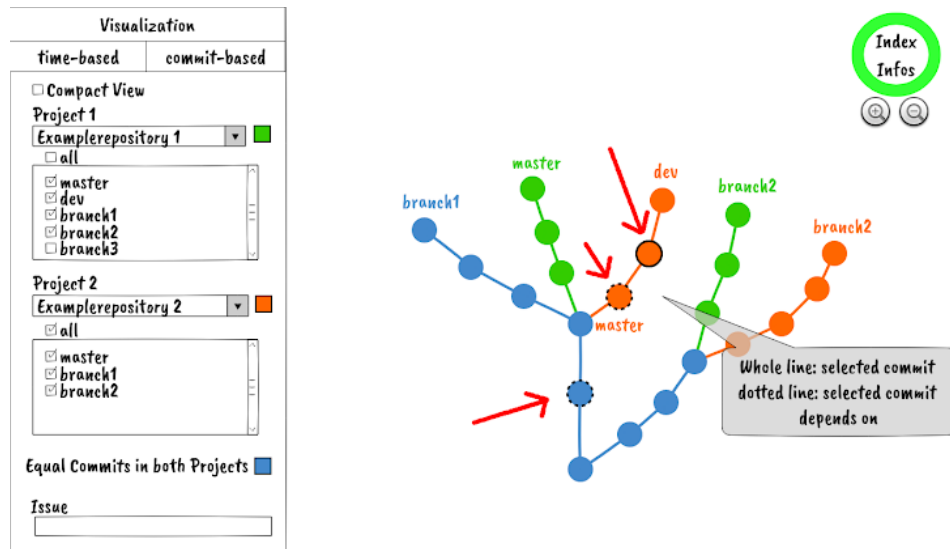 Visualization
time-based
commit-based
Compact View
Project 1
Examplerepository 1
all
master
dev
branch1
branch2
branch3
Project 2
Examplerepository 2
all
master
branch1
branch2
Equal Commits in both Projects
Issue
Index
Infos
master
dev
branch2
branch1
branch2
master
Whole line: selected commit
dotted line: selected commit
depends on